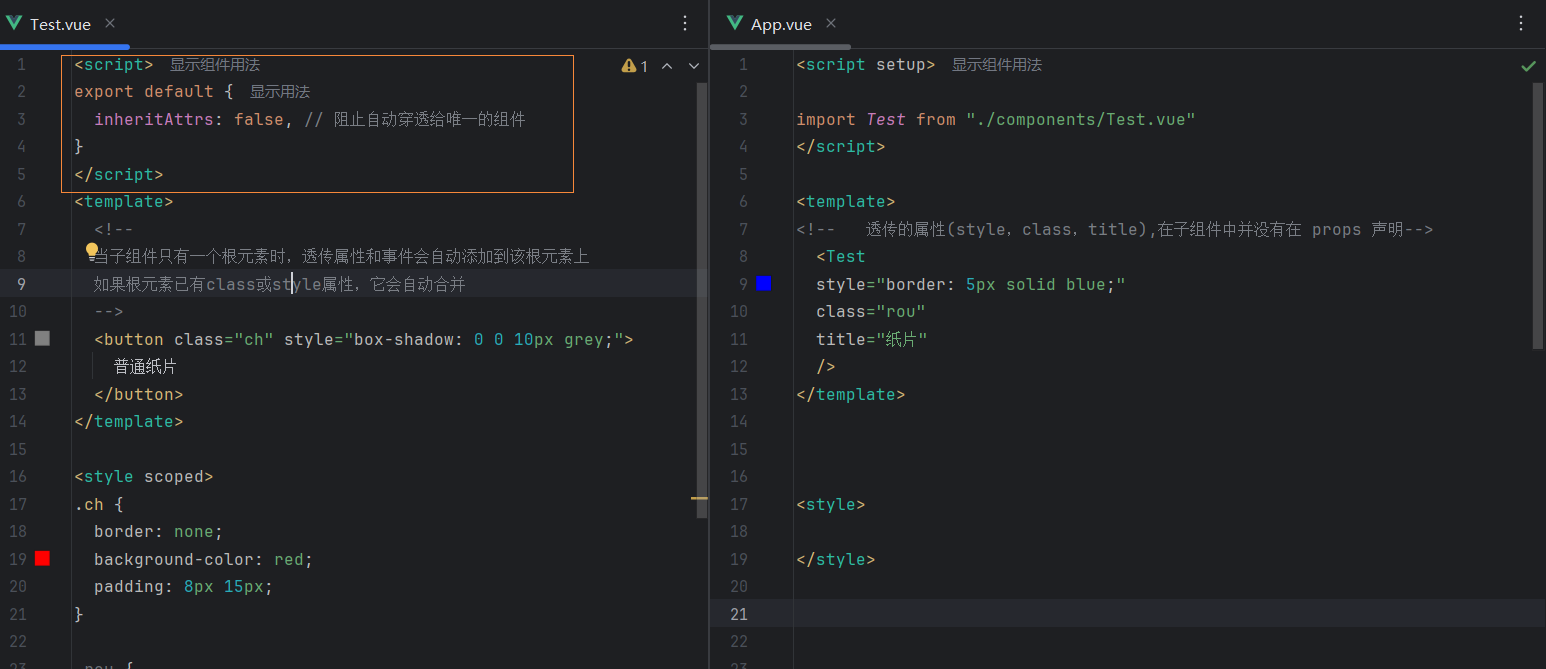 Test.vue
1 <script> 显示组件用法
2 export default { 显示用法
3 inheritAttrs: false, // 阻止自动穿透给唯一的组件
4 }
5 </script>
6 <template>
7 <!--
8 当子组件只有一个根元素时，透传属性和事件会自动添加到该根元素上
9 如果根元素已有class或style属性，它会自动合并
10 -->
11 <button class="ch" style="box-shadow: 0 0 10px grey;">
12 普通纸片
13 </button>
14 </template>
15
16 <style scoped>
17 .ch {
18 border: none;
19 background-color: red;
20 padding: 8px 15px;
21 }
22
23 .rou {
1
App.vue
1 <script setup> 显示组件用法
2
3 import Test from "./components/Test.vue"
4 </script>
5
6 <template>
7 <!-- 透传的属性(style，class，title),在子组件中并没有在 props 声明-->
8 <Test
9 style="border: 5px solid blue;"
10 class="rou"
11 title="纸片"
12 />
13 </template>
14
15
16
17 <style>
18
19 </style>
20
21
22
23